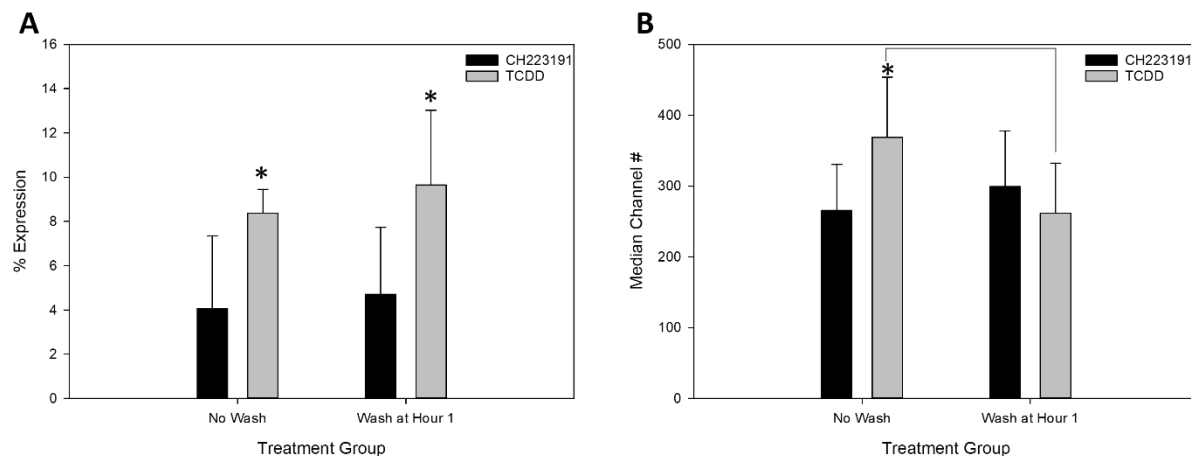 A
16
14
12
10
8
6
4
2
0
% Expression
CH223191
TCDD
*
*
No Wash
Wash at Hour 1
Treatment Group
B
500
400
300
200
100
0
Median Channel #
CH223191
TCDD
*
No Wash
Wash at Hour 1
Treatment Group